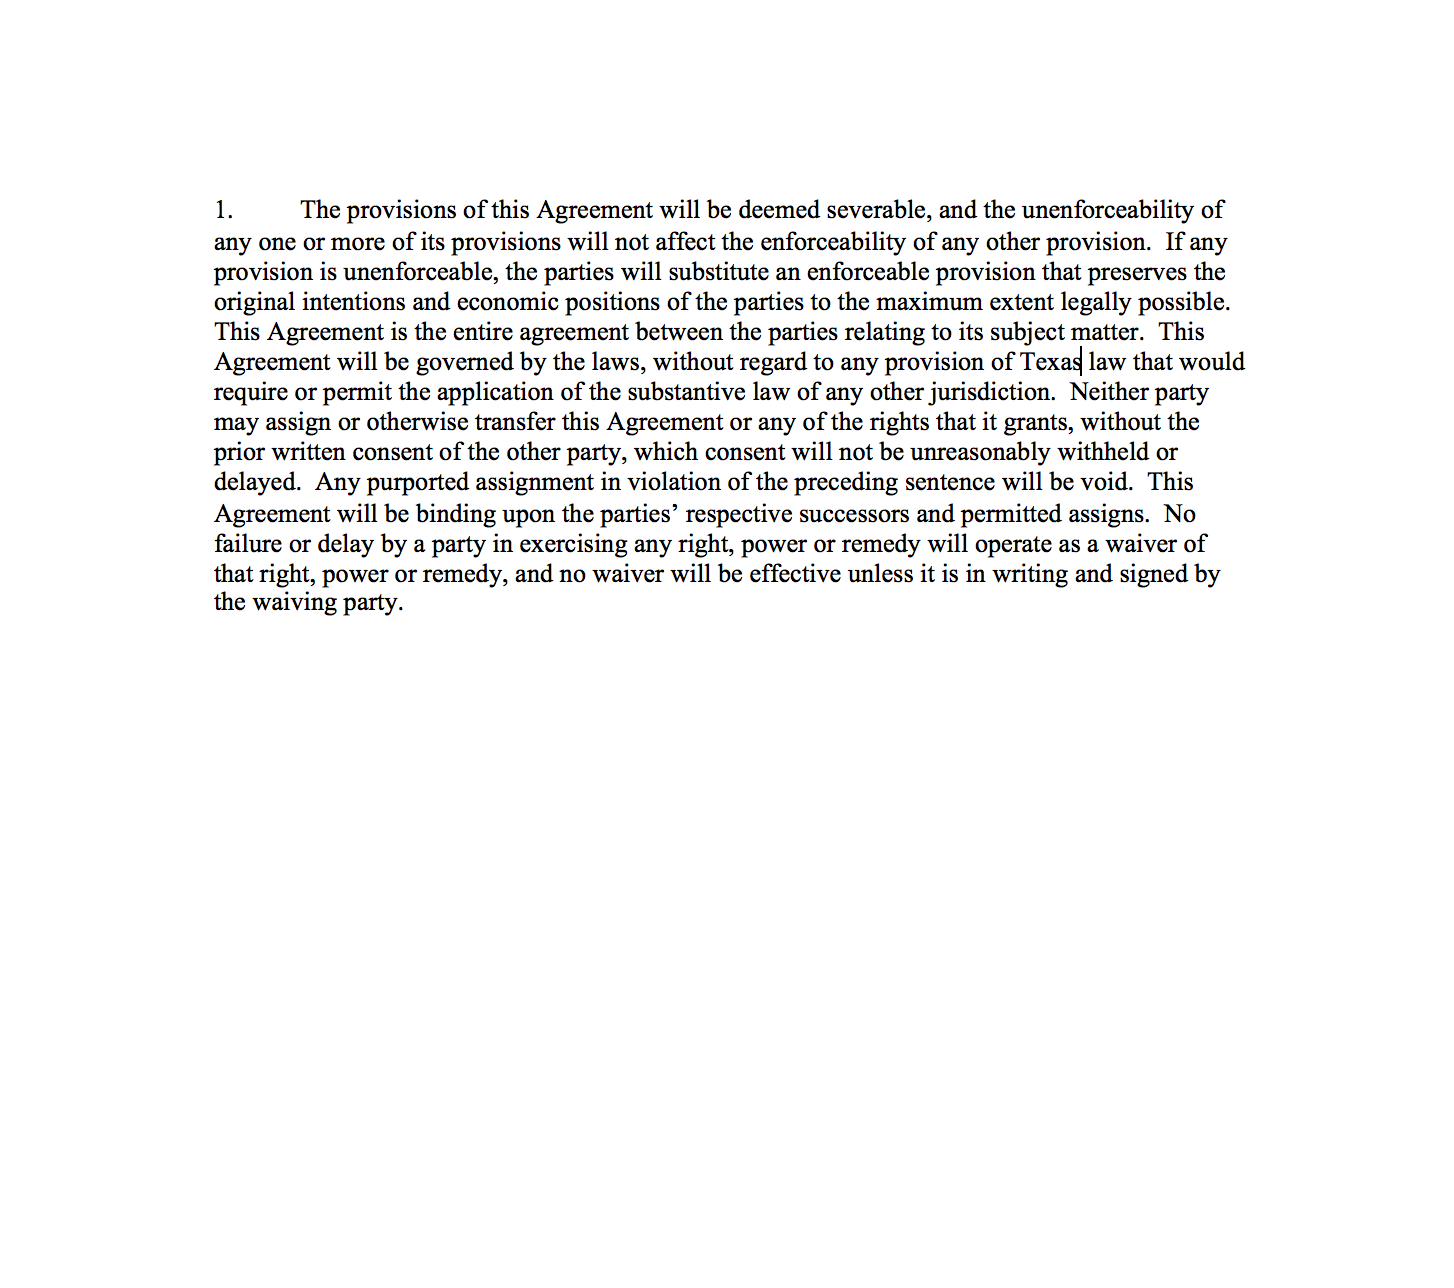 1. The provisions of this Agreement will be deemed severable, and the unenforceability of
any one or more of its provisions will not affect the enforceability of any other provision.  If any
provision is unenforceable, the parties will substitute an enforceable provision that preserves the
original intentions and economic positions of the parties to the maximum extent legally possible.
This Agreement is the entire agreement between the parties relating to its subject matter.  This
Agreement will be governed by the laws, without regard to any provision of Texas law that would
require or permit the application of the substantive law of any other jurisdiction.  Neither party
may assign or otherwise transfer this Agreement or any of the rights that it grants, without the
prior written consent of the other party, which consent will not be unreasonably withheld or
delayed.  Any purported assignment in violation of the preceding sentence will be void.  This
Agreement will be binding upon the parties’ respective successors and permitted assigns.  No
failure or delay by a party in exercising any right, power or remedy will operate as a waiver of
that right, power or remedy, and no waiver will be effective unless it is in writing and signed by
the waiving party.